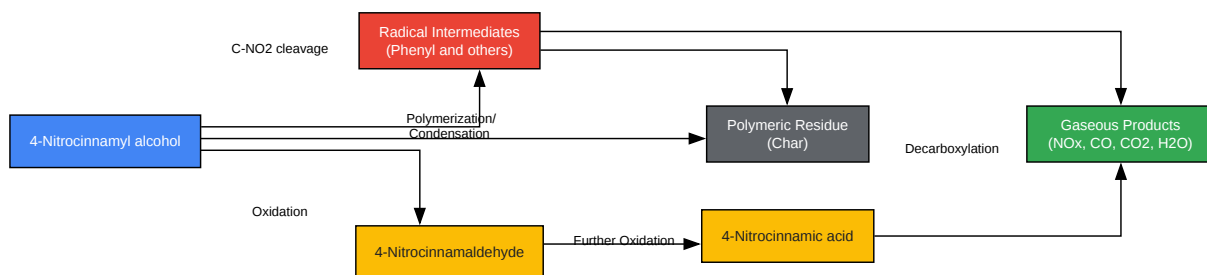 Radical Intermediates
(Phenyl and others)
C-NO2 cleavage
4-Nitrocinnamyl alcohol
Polymerization/
Condensation
Polymeric Residue
(Char)
Gaseous Products
(NOx, CO, CO2, H2O)
Decarboxylation
Oxidation
4-Nitrocinnamaldehyde
Further Oxidation
4-Nitrocinnamic acid